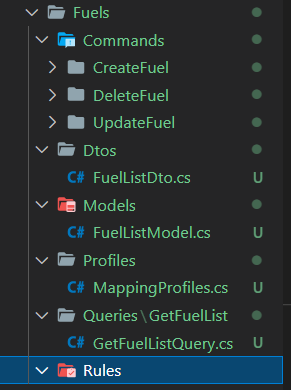 Fuels
Commands
CreateFuel
DeleteFuel
UpdateFuel
Dtos
C# FuelListDto.cs U
Models
C# FuelListModel.cs U
Profiles
C# MappingProfiles.cs U
Queries\GetFuelList
C# GetFuelListQuery.cs U
Rules